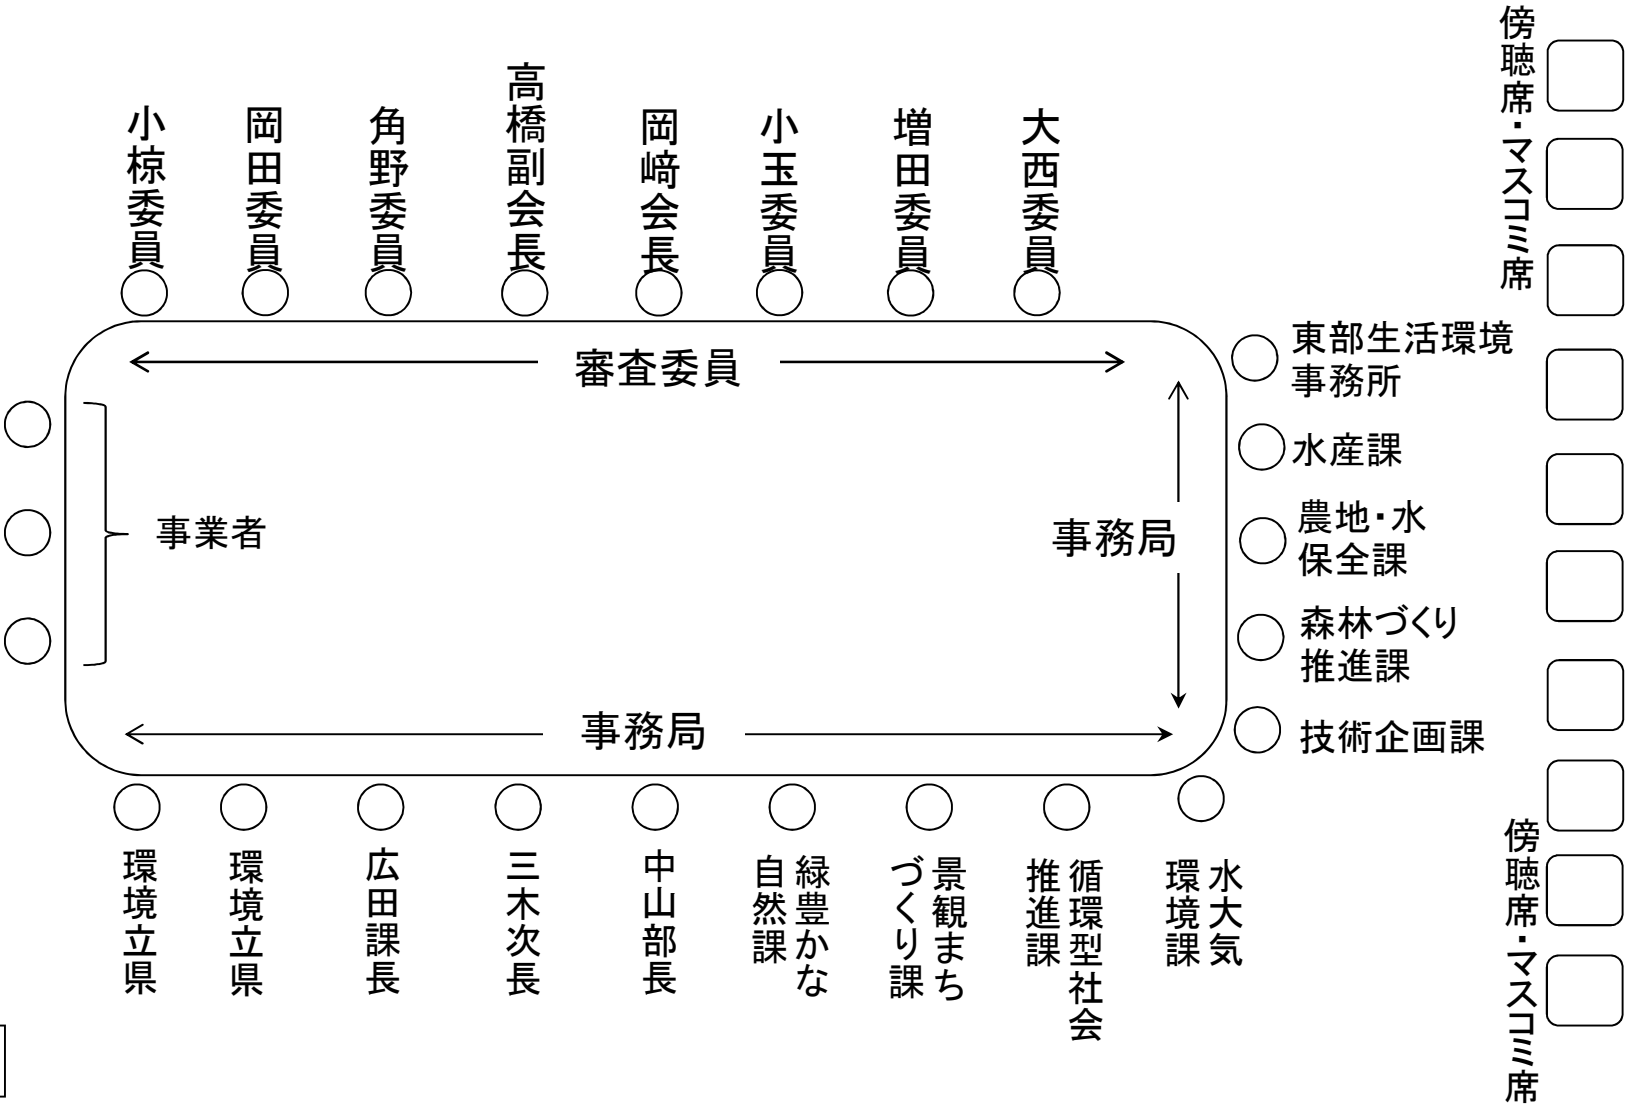 小椋委員
岡田委員
角野委員
高橋副会長
岡﨑会長
小玉委員
増田委員
大西委員
傍聴席・マスコミ席
審査委員
東部生活環境
事務所
水産課
農地・水
保全課
森林づくり
推進課
技術企画課
事業者
事務局
事務局
環境立県
環境立県
広田課長
三木次長
中山部長
緑豊かな
自然課
景観まち
づくり課
循環型社会
推進課
水大気
環境課
傍聴席・マスコミ席